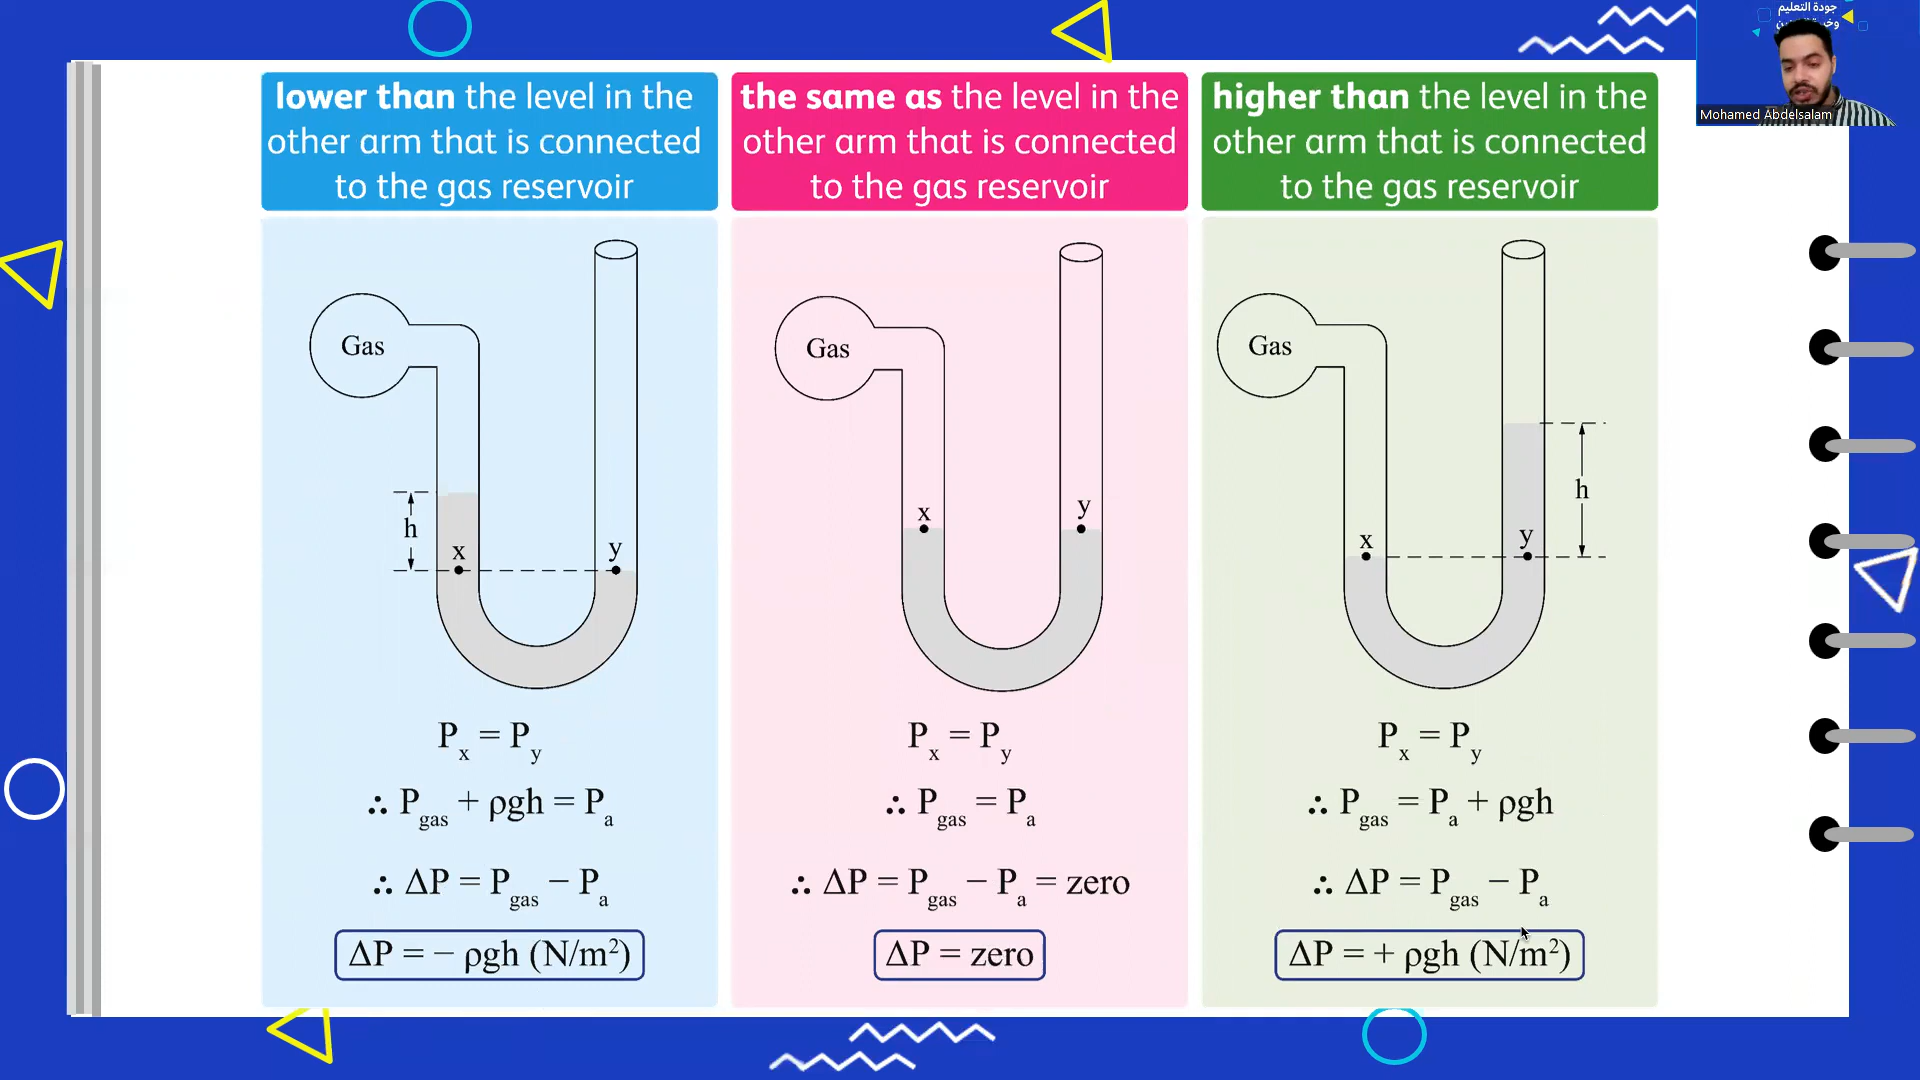 جودة التعليم
Mohamed Abdelsalam
lower than the level in the
other arm that is connected
to the gas reservoir
Gas
h
x
y
Px = Py
∴ Pgas + ρgh = Pa
∴ ΔP = Pgas − Pa
ΔP = − ρgh (N/m²)
the same as the level in the
other arm that is connected
to the gas reservoir
Gas
x
y
Px = Py
∴ Pgas = Pa
∴ ΔP = Pgas − Pa = zero
ΔP = zero
higher than the level in the
other arm that is connected
to the gas reservoir
Gas
h
x
y
Px = Py
∴ Pgas = Pa + ρgh
∴ ΔP = Pgas − Pa
ΔP = + ρgh (N/m²)